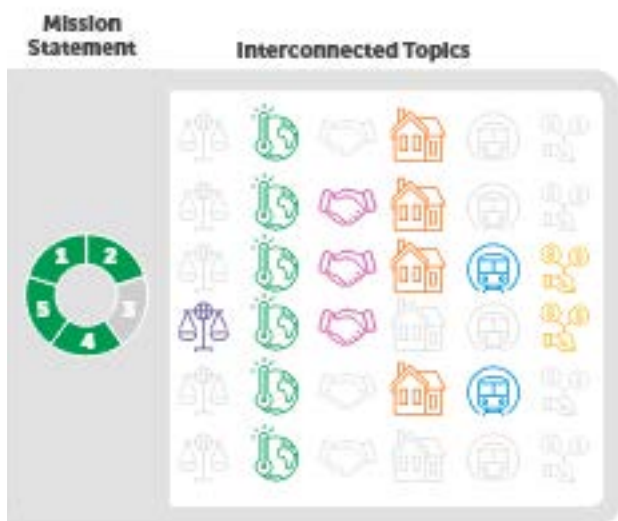 Mission
Statement
Interconnected Topics
1 2
5 3
4